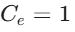 C_e = 1